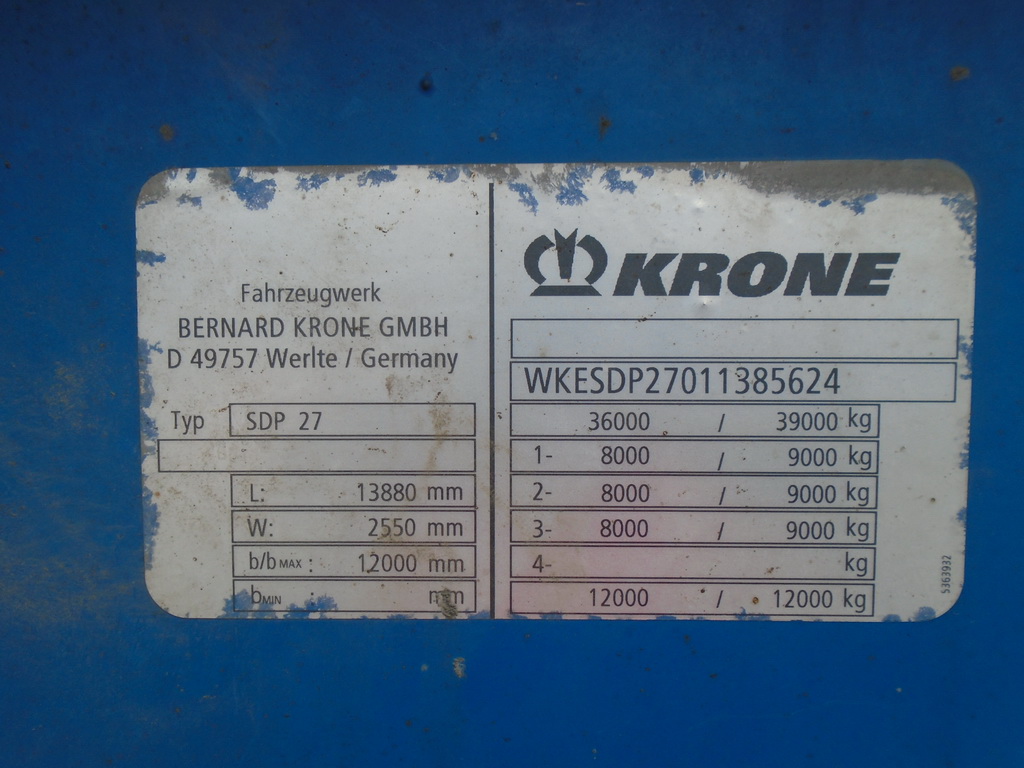 Fahrzeugwerk
BERNARD KRONE GMBH
D 49757 Werlte / Germany
Typ SDP 27
L: 13880 mm
W: 2550 mm
b/b MAX : 12000 mm
b MIN : mm
KRONE
WKESDP27011385624
36000 / 39000 kg
1- 8000 / 9000 kg
2- 8000 / 9000 kg
3- 8000 / 9000 kg
4- kg
12000 / 12000 kg
5363932